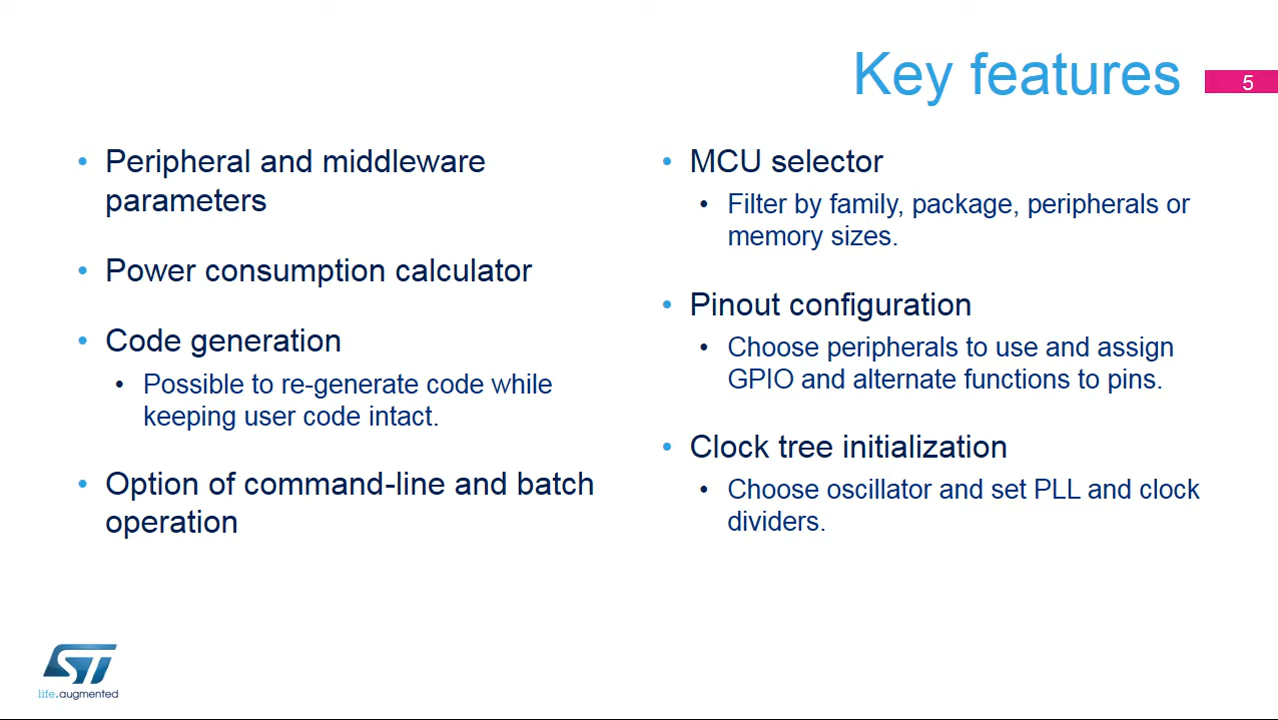 Key features
5
• Peripheral and middleware
parameters
• Power consumption calculator
• Code generation
• Possible to re-generate code while
keeping user code intact.
• Option of command-line and batch
operation
• MCU selector
• Filter by family, package, peripherals or
memory sizes.
• Pinout configuration
• Choose peripherals to use and assign
GPIO and alternate functions to pins.
• Clock tree initialization
• Choose oscillator and set PLL and clock
dividers.
ST
life.augmented